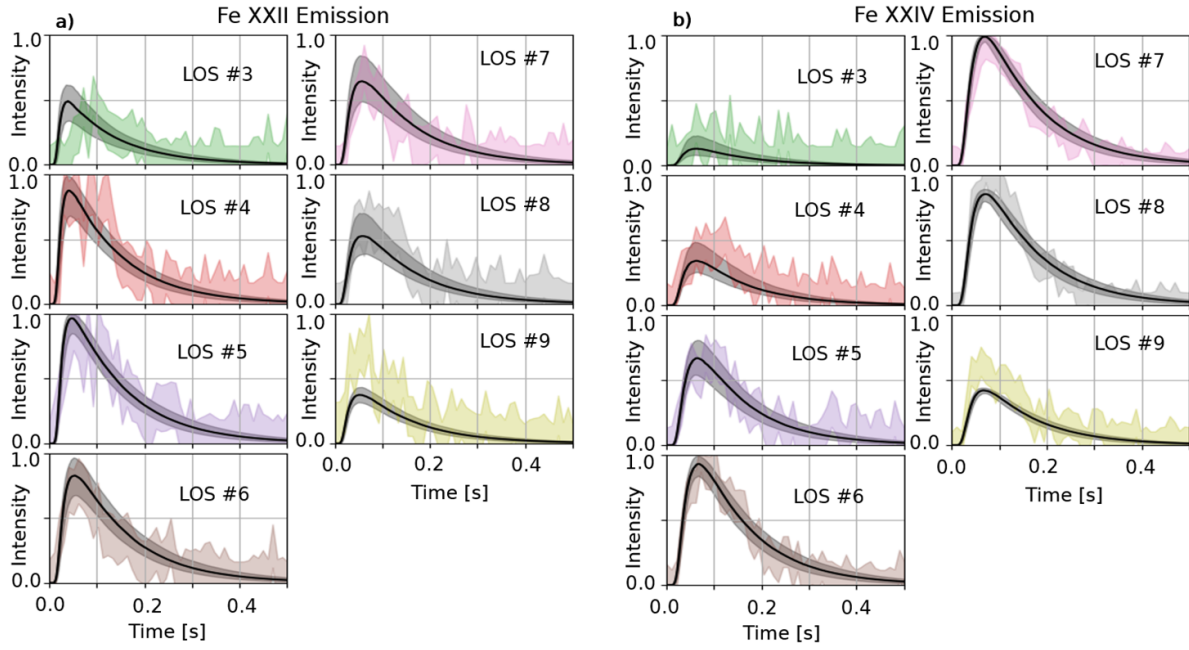 a) Fe XXII Emission
1.0
Intensity
0.0
LOS #3
1.0
Intensity
0.0
LOS #4
1.0
Intensity
0.0
LOS #5
1.0
Intensity
0.0
LOS #6
0.0 0.2 0.4
Time [s]
1.0
Intensity
0.0
LOS #7
1.0
Intensity
0.0
LOS #8
1.0
Intensity
0.0
LOS #9
0.0 0.2 0.4
Time [s]
b) Fe XXIV Emission
1.0
Intensity
0.0
LOS #3
1.0
Intensity
0.0
LOS #4
1.0
Intensity
0.0
LOS #5
1.0
Intensity
0.0
LOS #6
0.0 0.2 0.4
Time [s]
1.0
Intensity
0.0
LOS #7
1.0
Intensity
0.0
LOS #8
1.0
Intensity
0.0
LOS #9
0.0 0.2 0.4
Time [s]